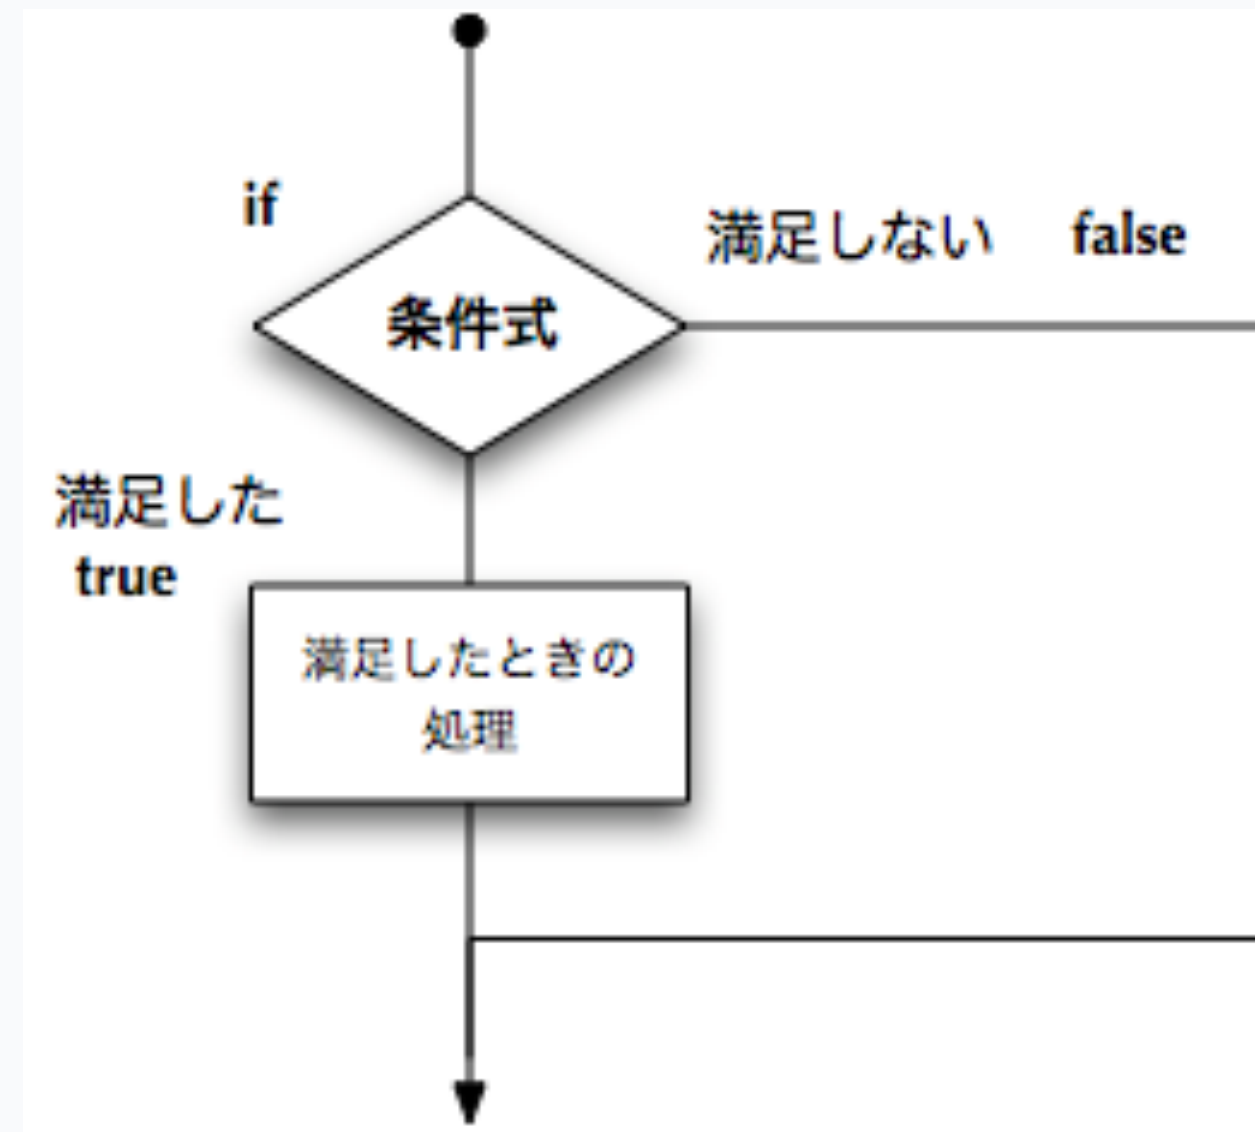 if
満足しない false
条件式
満足した
true
満足したときの
処理